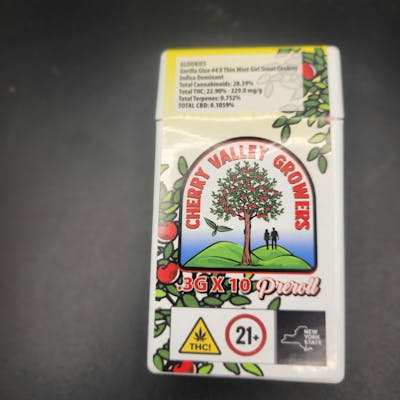 GLOOKIES
Gorilla Glue #4 X Thin Mint Girl Scout Cookies
Indica Dominant
Total Cannabinoids: 28.39%
Total THC: 22.90% - 229.0 mg/g
Total Terpenes: 0.752%
TOTAL CBD: 0.1059%
CHERRY VALLEY GROWERS
.3G X 10 Preroll
THC!
21+
NEW
YORK
STATE